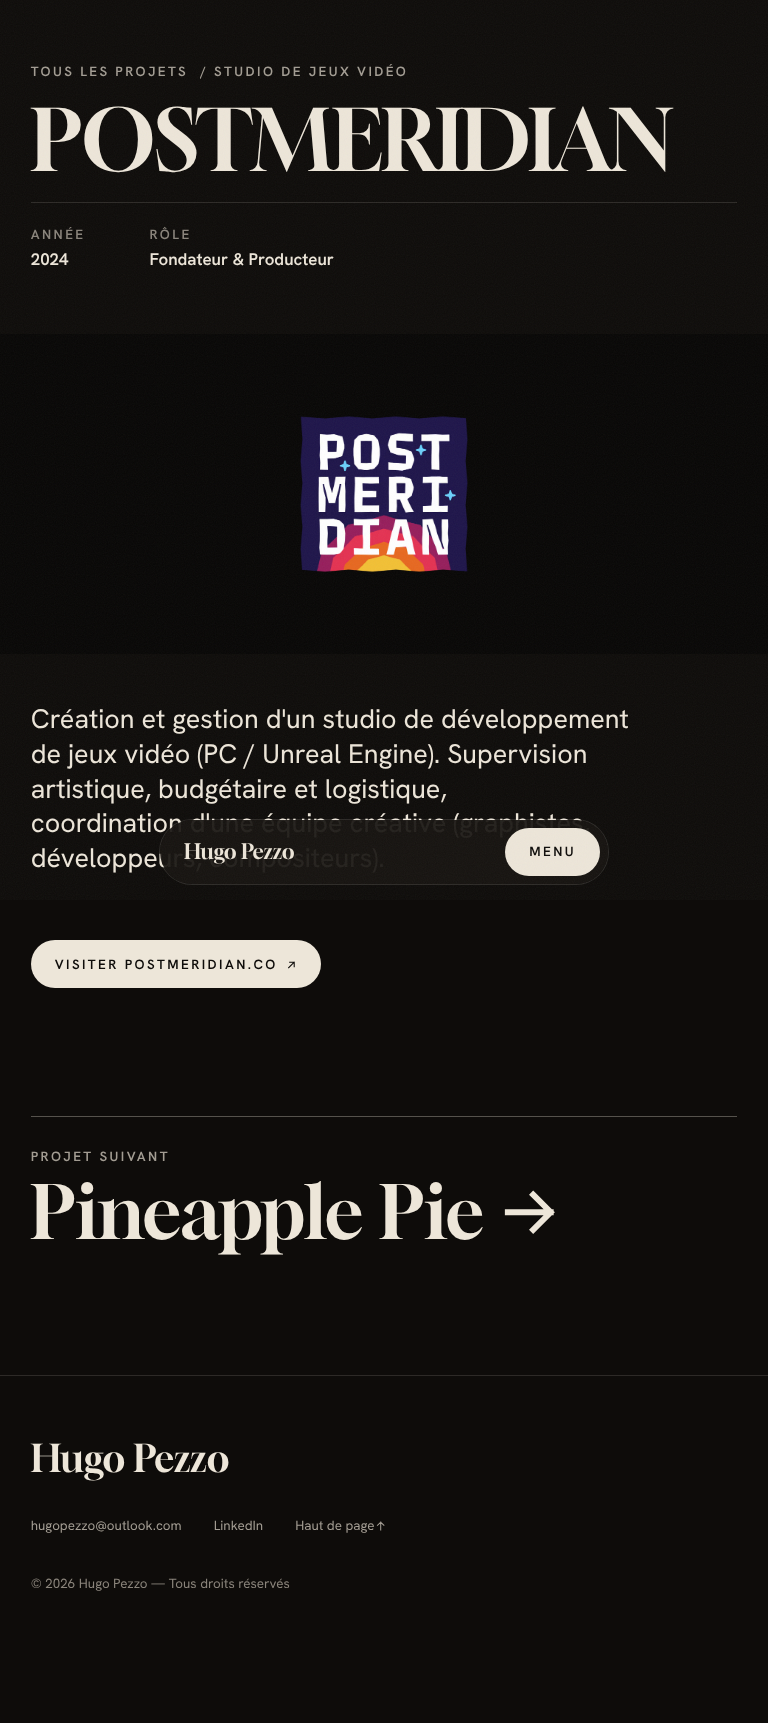 TOUS LES PROJETS / STUDIO DE JEUX VIDÉO
POSTMERIDIAN
ANNÉE RÔLE
2024 Fondateur & Producteur
POST
MERI
DIAN
Création et gestion d'un studio de développement
de jeux vidéo (PC / Unreal Engine). Supervision
artistique, budgétaire et logistique,
coordination d'une équipe créative (graphistes,
développeurs, compositeurs).
Hugo Pezzo MENU
VISITER POSTMERIDIAN.CO ↗
PROJET SUIVANT
Pineapple Pie →
Hugo Pezzo
hugopezzo@outlook.com LinkedIn Haut de page ↑
© 2026 Hugo Pezzo — Tous droits réservés